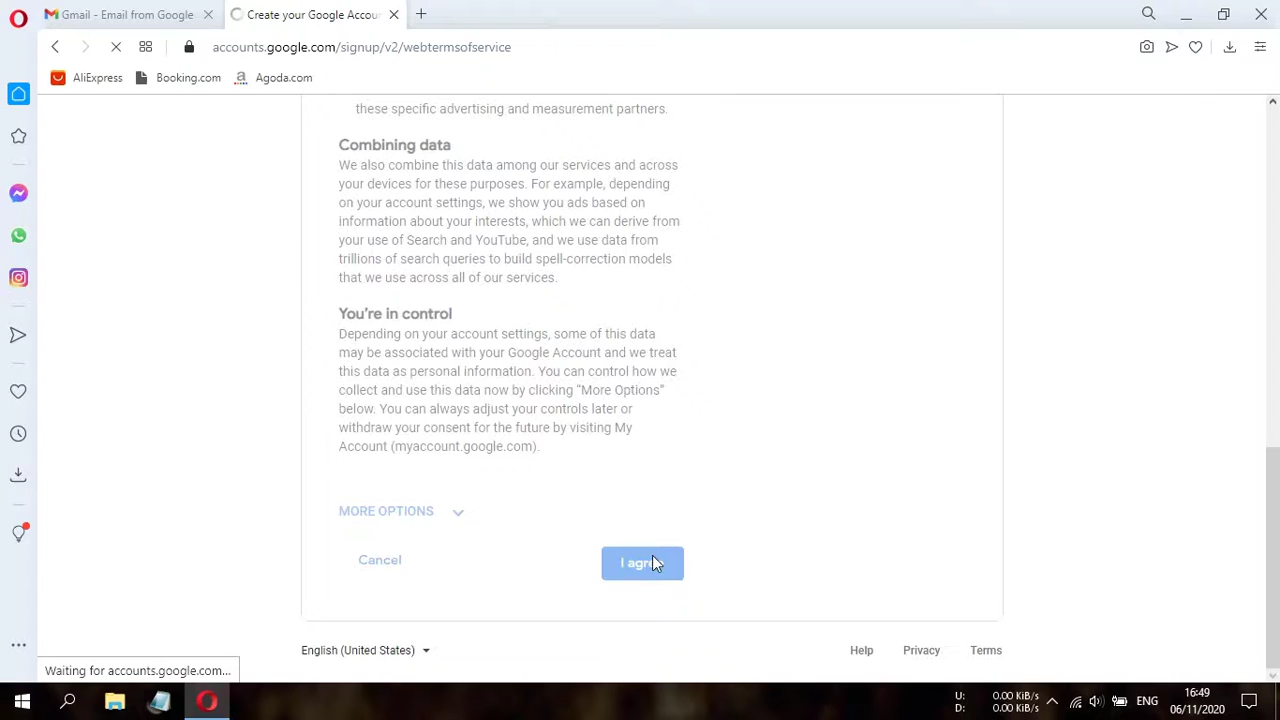 Gmail - Email from Google
Create your Google Accou
accounts.google.com/signup/v2/webtermsofservice
AliExpress
Booking.com
Agoda.com
these specific advertising and measurement partners.
Combining data
We also combine this data among our services and across
your devices for these purposes. For example, depending
on your account settings, we show you ads based on
information about your interests, which we can derive from
your use of Search and YouTube, and we use data from
trillions of search queries to build spell-correction models
that we use across all of our services.
You're in control
Depending on your account settings, some of this data
may be associated with your Google Account and we treat
this data as personal information. You can control how we
collect and use this data now by clicking “More Options”
below. You can always adjust your controls later or
withdraw your consent for the future by visiting My
Account (myaccount.google.com).
MORE OPTIONS
Cancel
I agree
English (United States)
Help
Privacy
Terms
Waiting for accounts.google.com...
U: 0.00 KiB/s
D: 0.00 KiB/s
ENG
16:49
06/11/2020